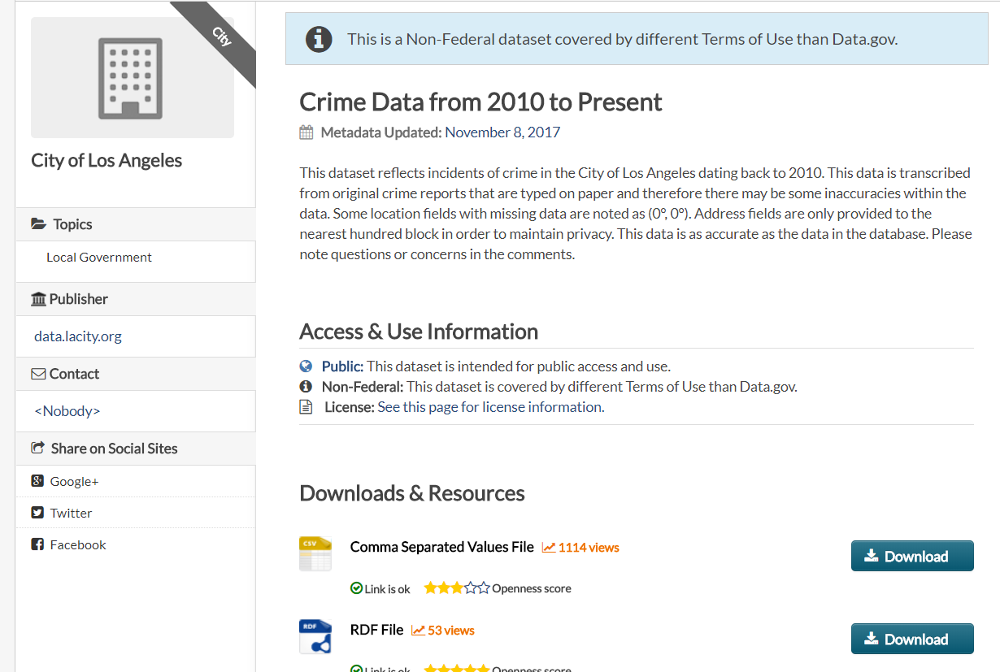 City
City of Los Angeles
Topics
Local Government
Publisher
data.lacity.org
Contact
<Nobody>
Share on Social Sites
Google+
Twitter
Facebook
This is a Non-Federal dataset covered by different Terms of Use than Data.gov.
Crime Data from 2010 to Present
Metadata Updated: November 8, 2017
This dataset reflects incidents of crime in the City of Los Angeles dating back to 2010. This data is transcribed
from original crime reports that are typed on paper and therefore there may be some inaccuracies within the
data. Some location fields with missing data are noted as (0°, 0°). Address fields are only provided to the
nearest hundred block in order to maintain privacy. This data is as accurate as the data in the database. Please
note questions or concerns in the comments.
Access & Use Information
Public: This dataset is intended for public access and use.
Non-Federal: This dataset is covered by different Terms of Use than Data.gov.
License: See this page for license information.
Downloads & Resources
CSV
Comma Separated Values File 1114 views
Download
Link is ok Openness score
RDF
RDF File 53 views
Download
Link is ok Openness score